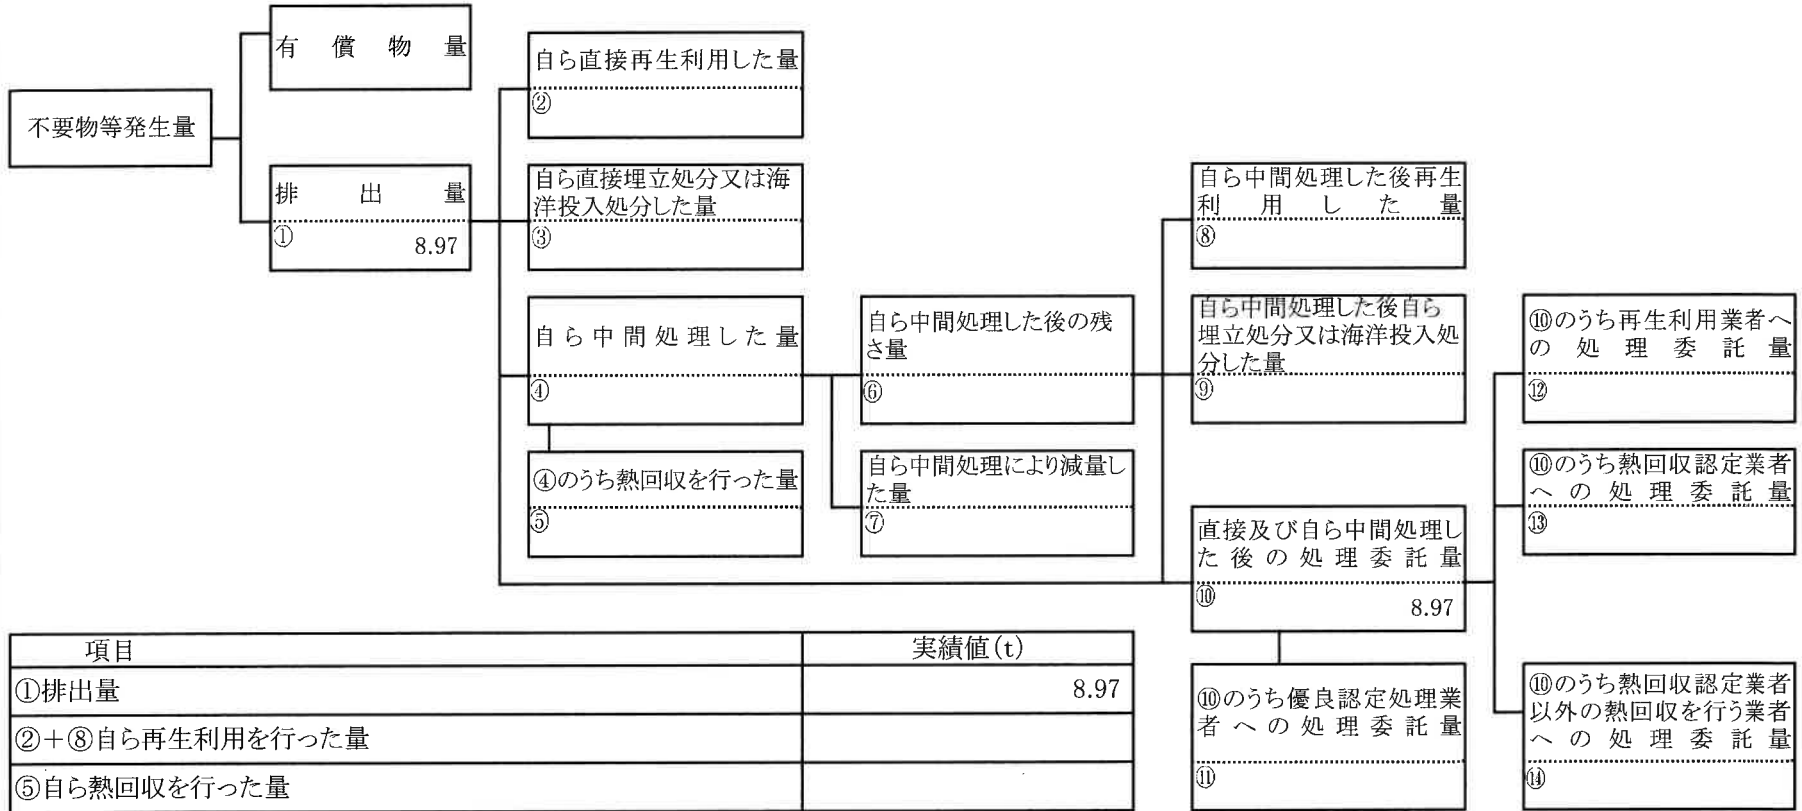 有償物量
不要物等発生量
排出量
①
8.97
自ら直接再生利用した量
②
自ら直接埋立処分又は海
洋投入処分した量
③
自ら中間処理した量
④
④のうち熱回収を行った量
⑤
自ら中間処理した後の残
さ量
⑥
自ら中間処理により減量し
た量
⑦
自ら中間処理した後再生
利用した量
⑧
自ら中間処理した後自ら
埋立処分又は海洋投入処
分した量
⑨
直接及び自ら中間処理し
た後の処理委託量
⑩
8.97
⑩のうち優良認定処理業
者への処理委託量
⑪
⑩のうち再生利用業者へ
の処理委託量
⑫
⑩のうち熱回収認定業者
への処理委託量
⑬
⑩のうち熱回収認定業者
以外の熱回収を行う業者
への処理委託量
⑭
項目 実績値(t)
①排出量 8.97
②+⑧自ら再生利用を行った量
⑤自ら熱回収を行った量